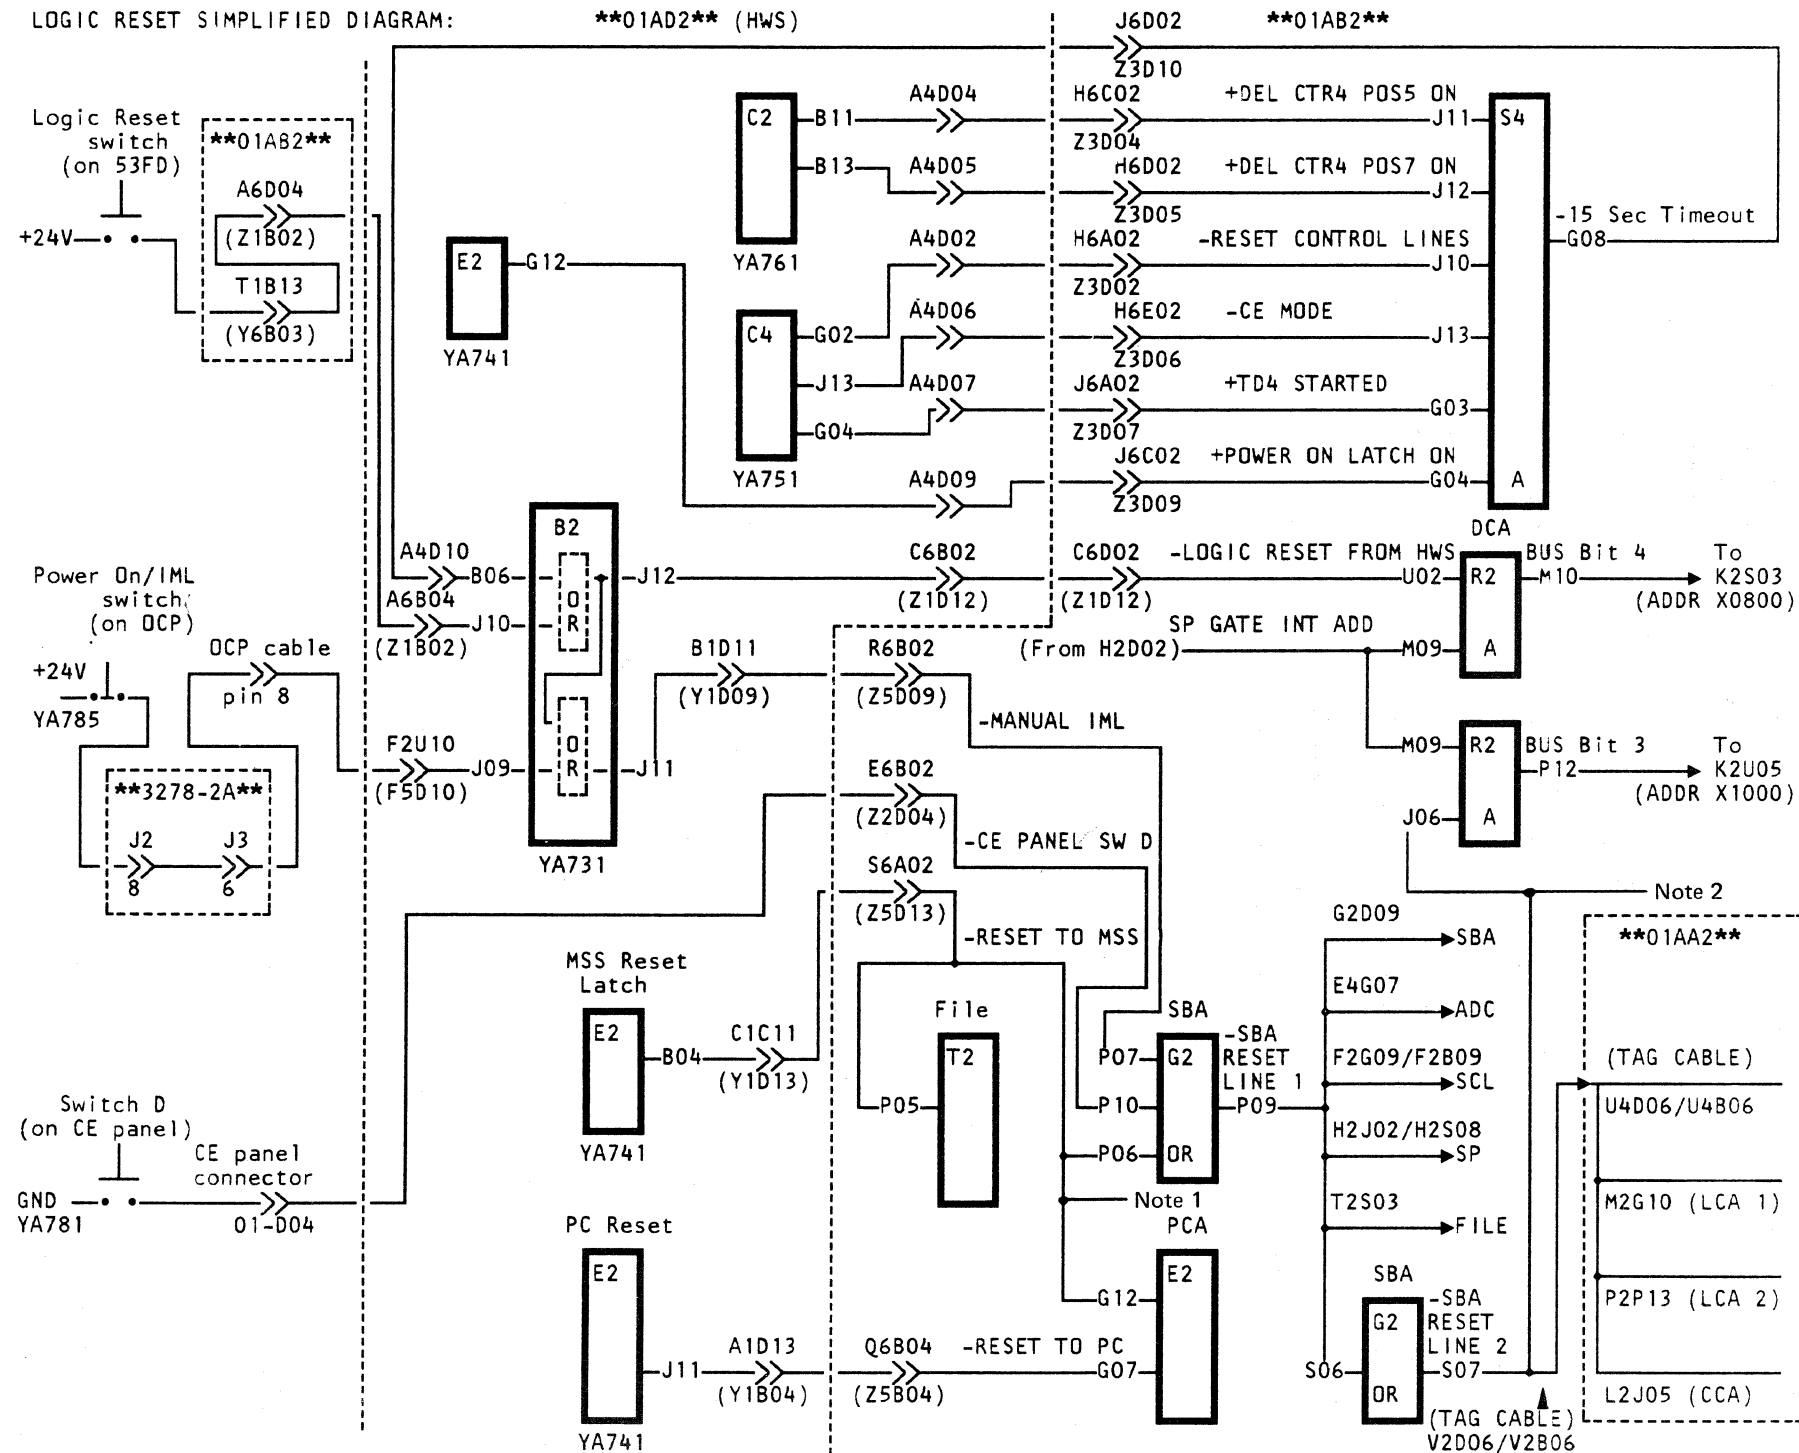 LOGIC RESET SIMPLIFIED DIAGRAM:
**01AD2** (HWS)
J6D02
**01AB2**
Z3D10
Logic Reset
switch
(on 53FD)
**01AB2**
A6D04
(Z1B02)
+24V
T1B13
(Y6B03)
C2
B11
A4D04
H6C02
+DEL CTR4 POS5 ON
J11
S4
Z3D04
B13
A4D05
H6D02
+DEL CTR4 POS7 ON
J12
Z3D05
YA761
A4D02
H6A02
-RESET CONTROL LINES
J10
Z3D02
-15 Sec Timeout
G08
E2
G12
YA741
C4
G02
A4D06
H6E02
-CE MODE
J13
Z3D06
J13
A4D07
J6A02
+TD4 STARTED
G03
Z3D07
G04
YA751
A4D09
J6C02
+POWER ON LATCH ON
G04
A
Z3D09
DCA
B2
A4D10
B06
J12
C6B02
C6D02
-LOGIC RESET FROM HWS
U02
R2
BUS Bit 4
M10
To
K2S03
(ADDR X0800)
(Z1D12)
(Z1D12)
A6B04
J10
O
R
(Z1B02)
SP GATE INT ADD
(From H2D02)
M09
A
Power On/IML
switch
(on OCP)
+24V
YA785
OCP cable
pin 8
B1D11
(Y1D09)
R6B02
(Z5D09)
-MANUAL IML
F2U10
J09
O
R
J11
(F5D10)
M09
R2
BUS Bit 3
P12
To
K2U05
(ADDR X1000)
J06
A
**3278-2A**
J2
8
J3
6
YA731
E6B02
(Z2D04)
-CE PANEL SW D
S6A02
(Z5D13)
-RESET TO MSS
Note 2
G2D09
SBA
**01AA2**
MSS Reset
Latch
E2
B04
C1C11
(Y1D13)
YA741
File
T2
P05
SBA
P07
G2
-SBA
RESET
LINE 1
P10
P09
P06
OR
E4G07
ADC
F2G09/F2B09
SCL
(TAG CABLE)
U4D06/U4B06
H2J02/H2S08
SP
Switch D
(on CE panel)
CE panel
connector
GND
YA781
01-D04
Note 1
T2S03
FILE
M2G10 (LCA 1)
PC Reset
E2
J11
YA741
PCA
E2
G12
G07
A1D13
(Y1B04)
Q6B04
(Z5B04)
-RESET TO PC
SBA
G2
-SBA
RESET
LINE 2
S06
S07
OR
P2P13 (LCA 2)
L2J05 (CCA)
(TAG CABLE)
V2D06/V2B06